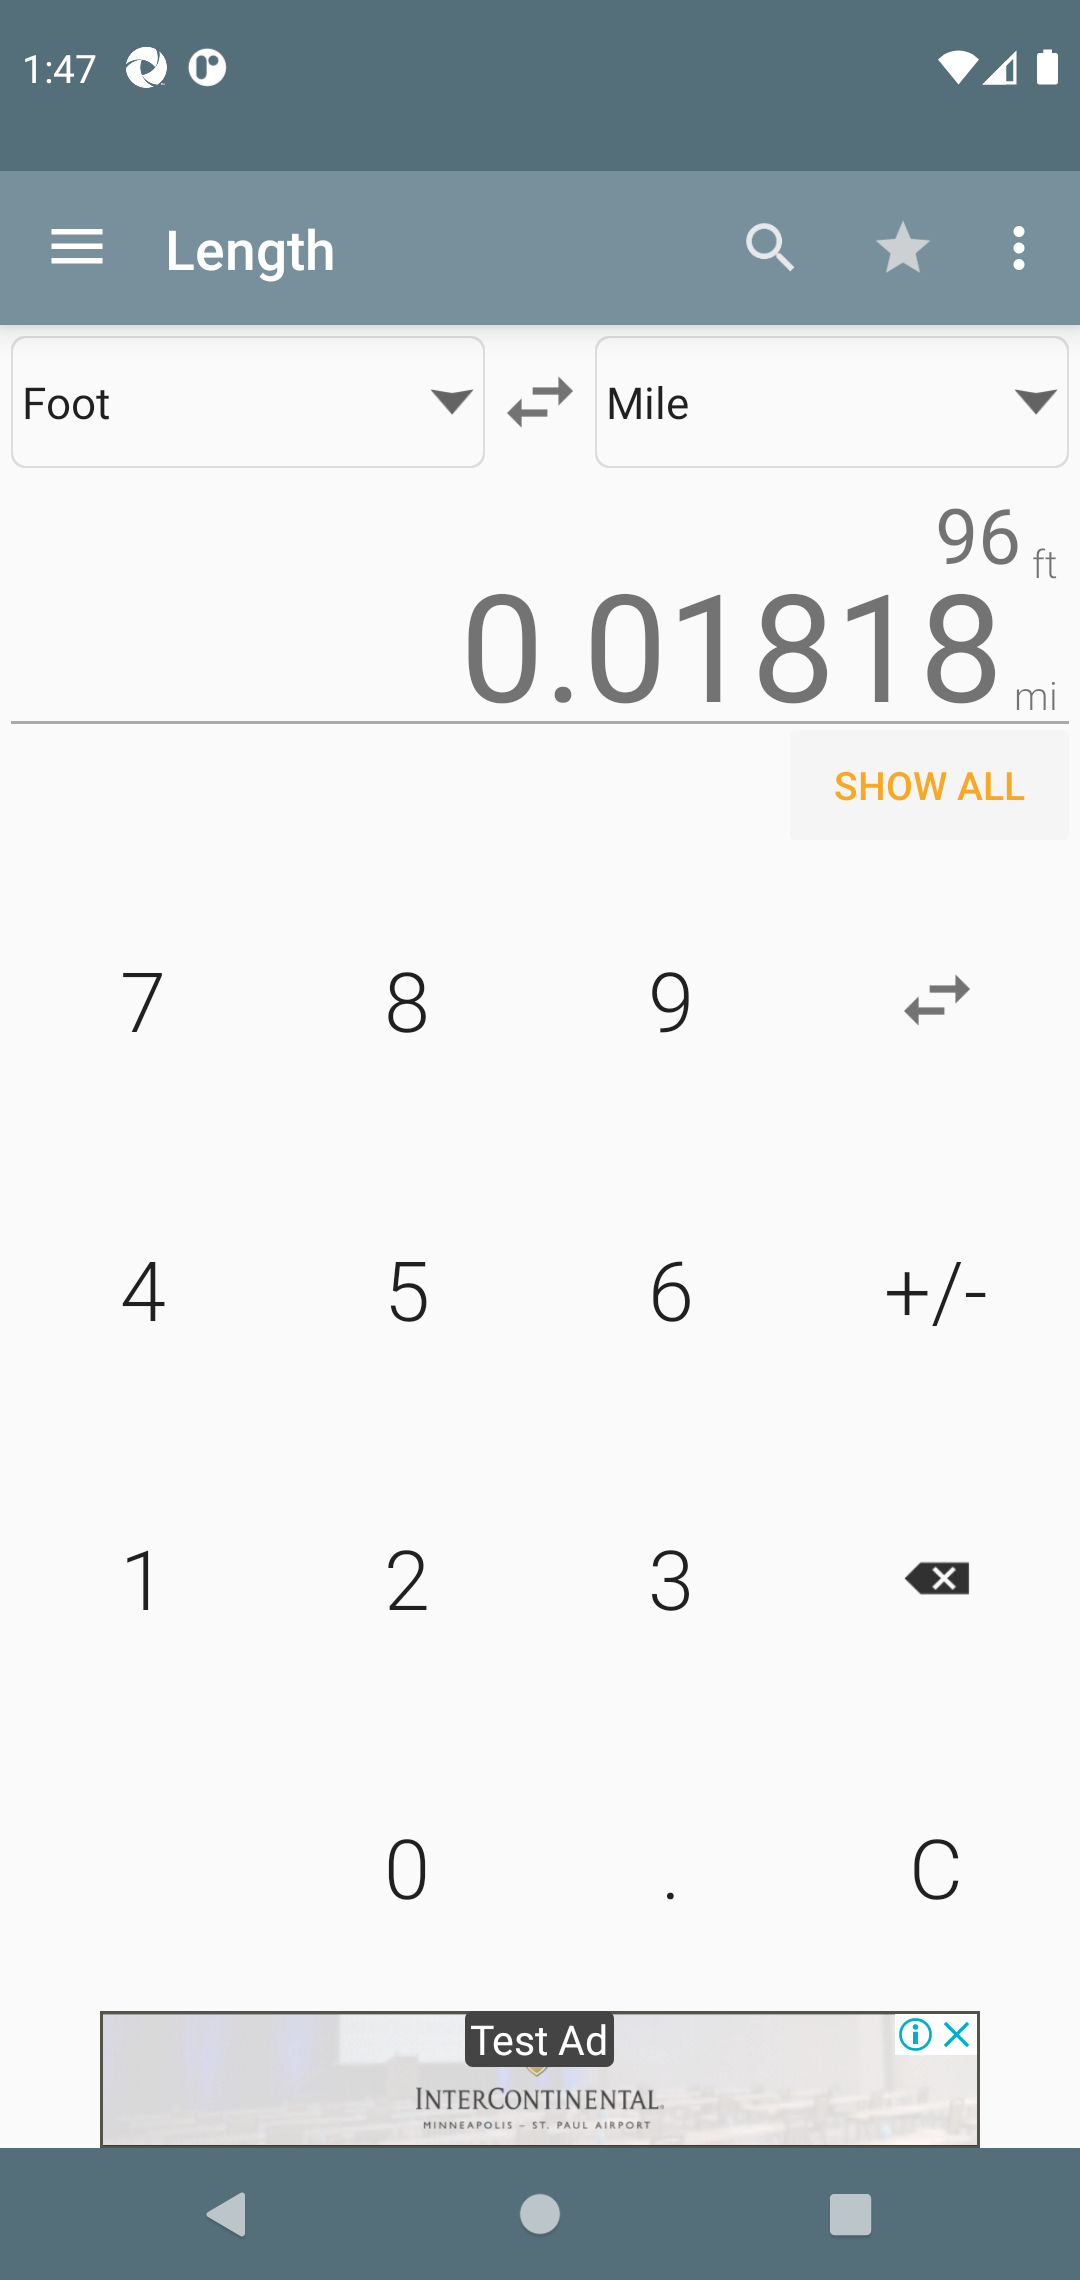 1:47
Length
Foot
Mile
96 ft
0.01818 mi
SHOW ALL
7 8 9
4 5 6 +/-
1 2 3
0 . C
Test Ad
INTERCONTINENTAL®
MINNEAPOLIS – ST. PAUL AIRPORT